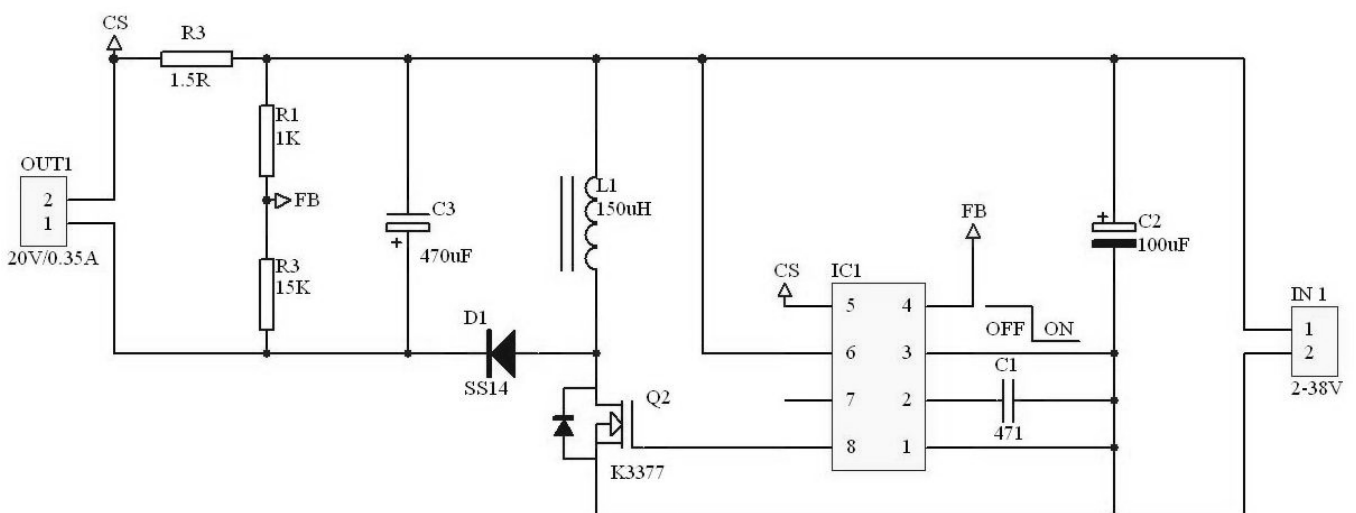 CS
R3
1.5R
R1
1K
OUT1
2
1
20V/0.35A
FB
R3
15K
C3
470uF
L1
150uH
D1
SS14
Q2
K3377
CS
IC1
FB
5
4
6
3
7
2
8
1
OFF
ON
C1
471
C2
100uF
IN 1
1
2
2-38V
+
+